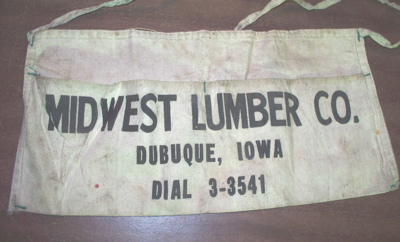 MIDWEST LUMBER CO.
DUBUQUE, IOWA
DIAL 3-3541